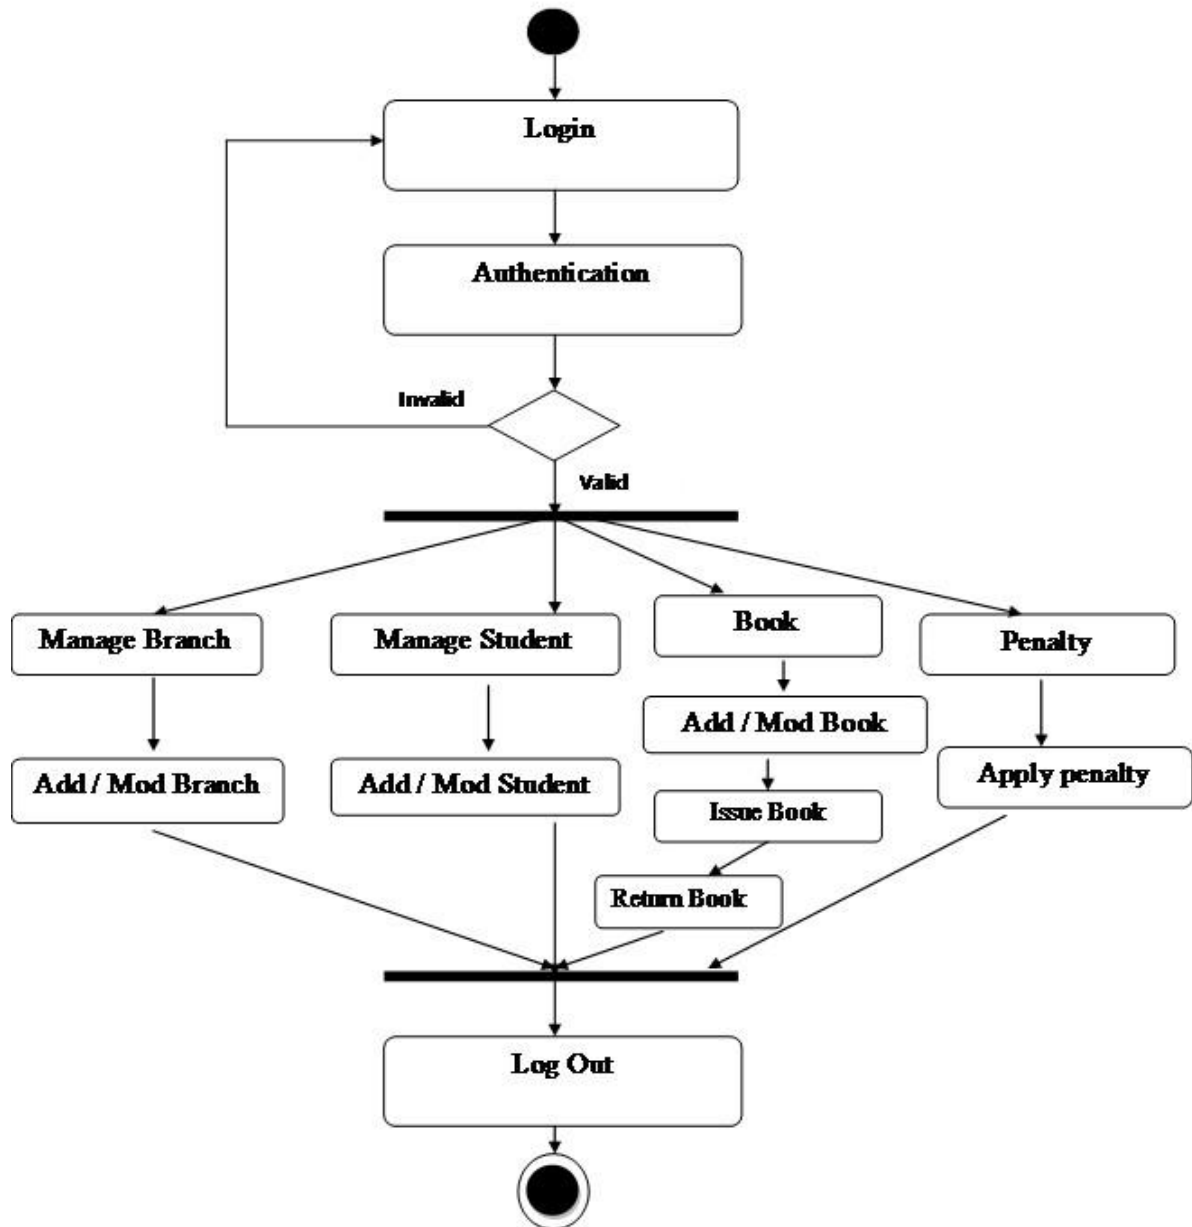 Login
Authentication
Invalid
Valid
Manage Branch
Manage Student
Book
Penalty
Add / Mod Book
Add / Mod Branch
Add / Mod Student
Issue Book
Apply penalty
Return Book
Log Out